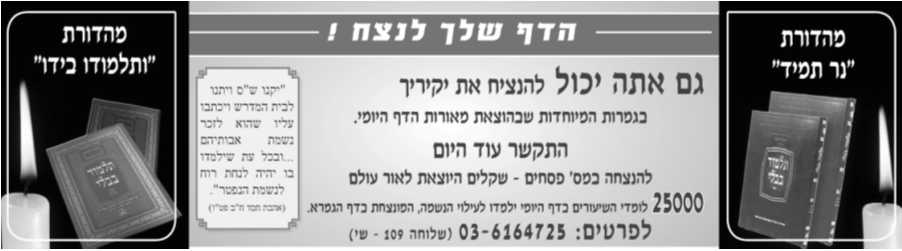 הדף שלך לנצח !
מהדורת
"נר תמיד"
תלמוד
בבלי
גם אתה יכול להנציח את יקיריך
בגמרות המיוחדות שבהוצאת מאורות הדף היומי.
התקשר עוד היום
להנצחה במס' פסחים - שקלים היוצאת לאור עולם
25000 לומדי השיעורים בדף היומי ילמדו לעילוי הנשמה, המונצחת בדף הגמרא.
לפרטים: 03-6164725 (שלוחה 109 - שי)
"יקנו ש"ס ויתנו
לבית המדרש ויכתבו
עליו שהוא לזכר
נשמת אבותיהם
...ובכל עת שילמדו
בו יהיה לנחת רוח
לנשמת הנפטר".
(אהבת חסד ח"ב פט"ו)
מהדורת
"ותלמודו בידו"
תלמוד
בבלי